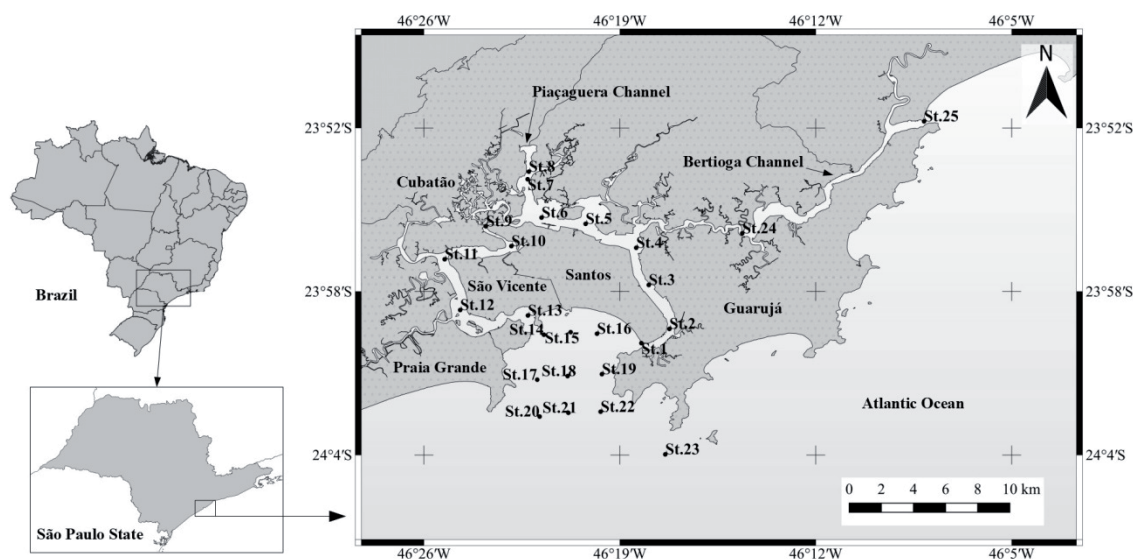 46°26'W 46°19'W 46°12'W 46°5'W
N
Piaçaguera Channel
23°52'S
23°52'S
St.25
Bertioga Channel
St.8
St.7
Cubatão
St.6
St.5
St.9
St.24
St.10
St.4
St.11
Santos
St.3
São Vicente
Brazil
23°58'S
23°58'S
St.12
St.13
Guarujá
St.14
St.15
St.16
St.2
St.1
Praia Grande
St.17
St.18
St.19
St.20
St.21
St.22
Atlantic Ocean
24°4'S
24°4'S
St.23
0 2 4 6 8 10 km
São Paulo State
46°26'W 46°19'W 46°12'W 46°5'W